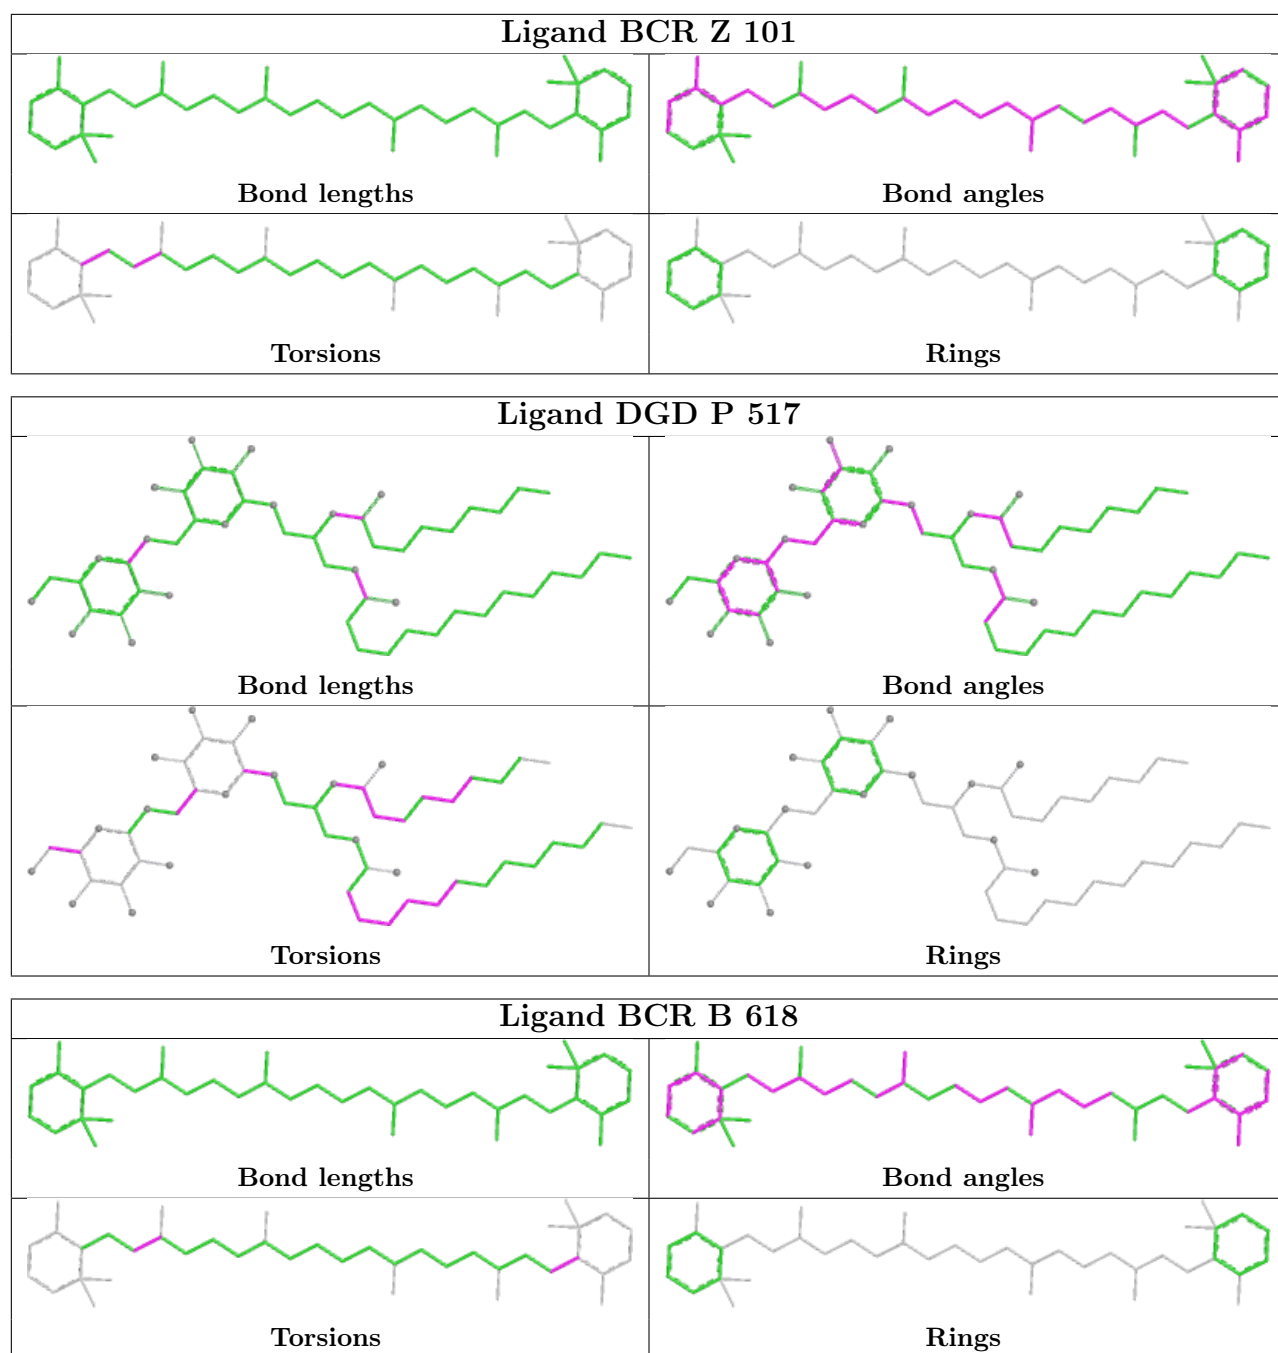 Ligand BCR Z 101
Bond lengths
Bond angles
Torsions
Rings
Ligand DGD P 517
Bond lengths
Bond angles
Torsions
Rings
Ligand BCR B 618
Bond lengths
Bond angles
Torsions
Rings